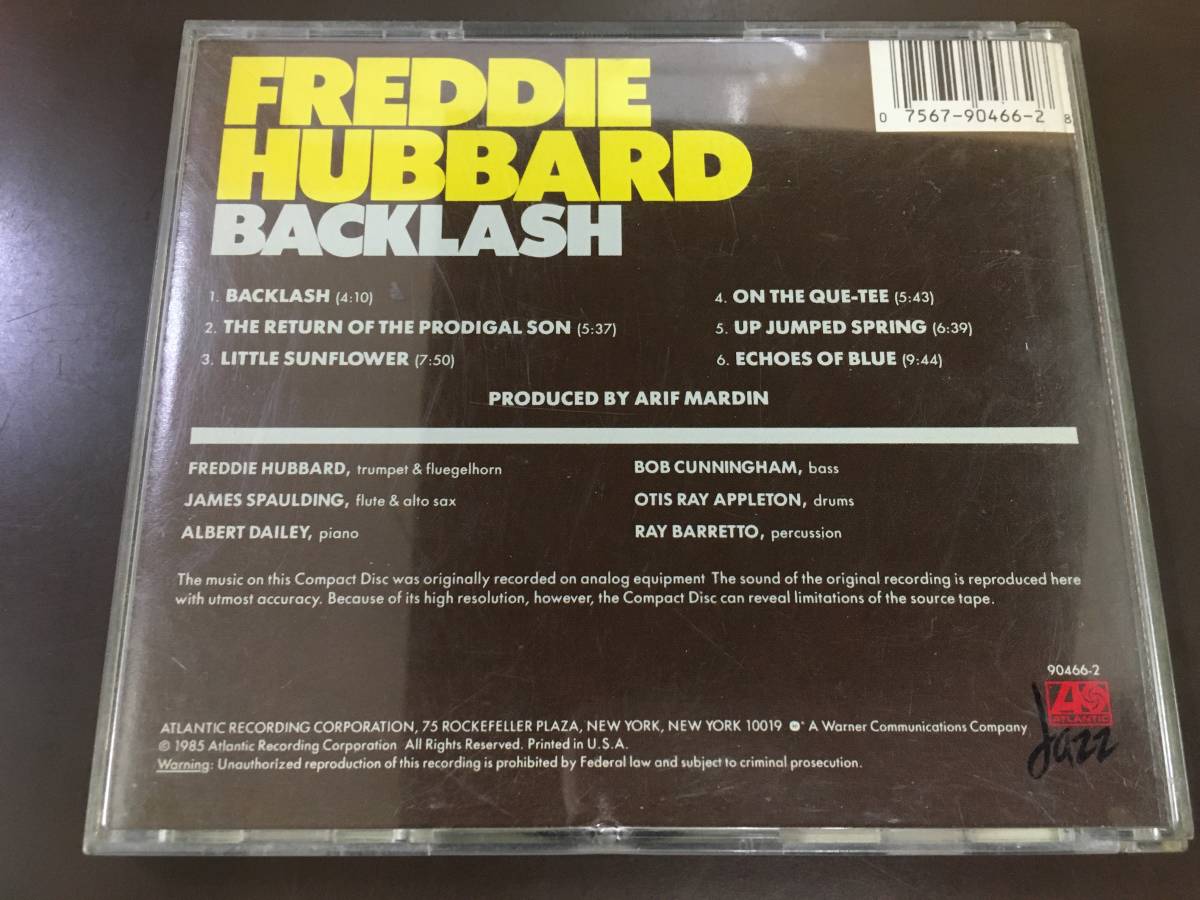 FREDDIE
HUBBARD
BACKLASH
0 7567-90466-2 8
1. BACKLASH (4:10)
2. THE RETURN OF THE PRODIGAL SON (5:37)
3. LITTLE SUNFLOWER (7:50)
4. ON THE QUE-TEE (5:43)
5. UP JUMPED SPRING (6:39)
6. ECHOES OF BLUE (9:44)
PRODUCED BY ARIF MARDIN
FREDDIE HUBBARD, trumpet & fluegelhorn
JAMES SPAULDING, flute & alto sax
ALBERT DAILEY, piano
BOB CUNNINGHAM, bass
OTIS RAY APPLETON, drums
RAY BARRETTO, percussion
The music on this Compact Disc was originally recorded on analog equipment The sound of the original recording is reproduced here
with utmost accuracy. Because of its high resolution, however, the Compact Disc can reveal limitations of the source tape.
90466-2
ATLANTIC
Jazz
ATLANTIC RECORDING CORPORATION, 75 ROCKEFELLER PLAZA, NEW YORK, NEW YORK 10019 A Warner Communications Company
© 1985 Atlantic Recording Corporation All Rights Reserved. Printed in U.S.A.
Warning: Unauthorized reproduction of this recording is prohibited by Federal law and subject to criminal prosecution.